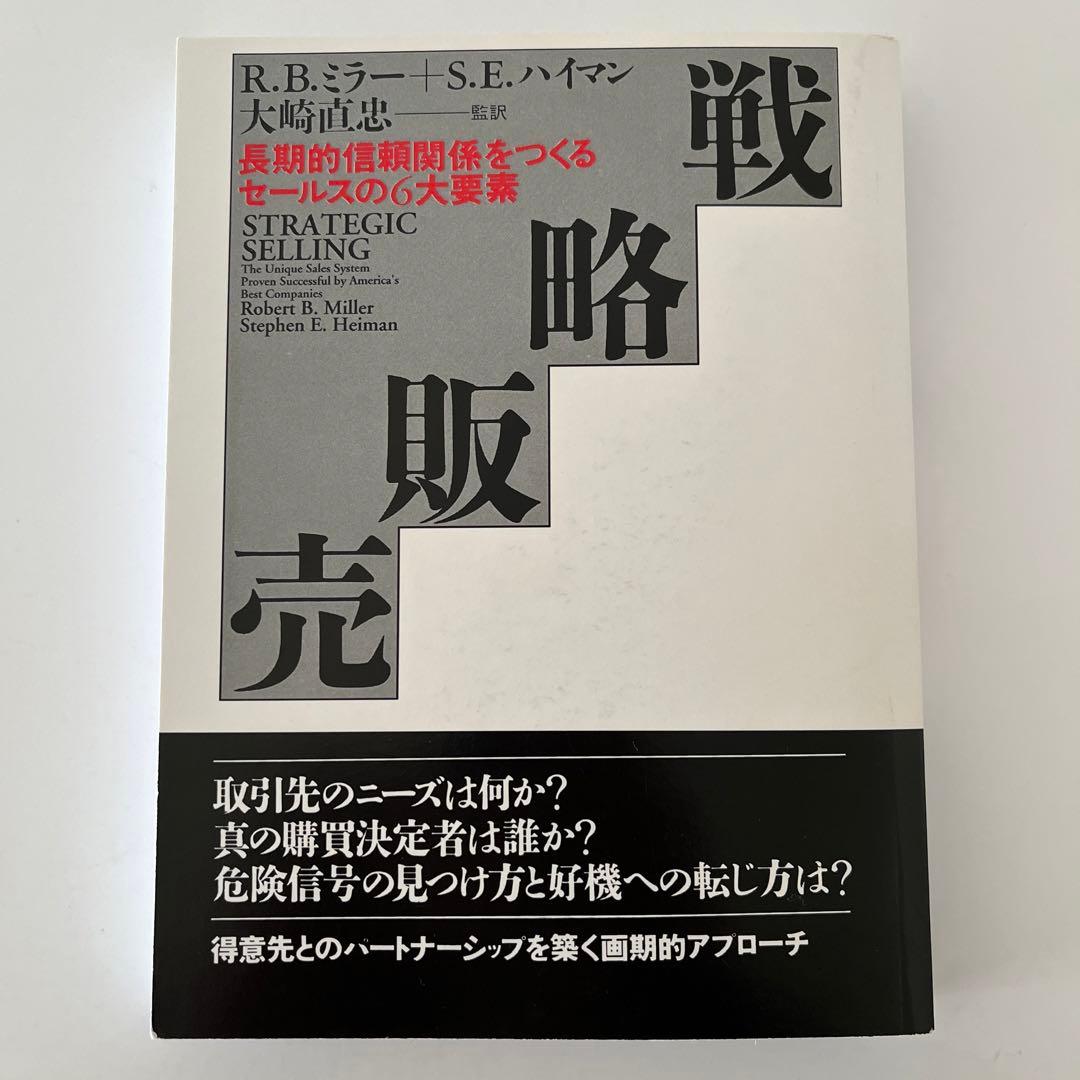 R.B.ミラー+S.E.ハイマン
大崎直忠――監訳
長期的信頼関係をつくる
セールスの6大要素
STRATEGIC
SELLING
The Unique Sales System
Proven Successful by America's
Best Companies
Robert B. Miller
Stephen E. Heiman
戦略販売
取引先のニーズは何か?
真の購買決定者は誰か?
危険信号の見つけ方と好機への転じ方は?
得意先とのパートナーシップを築く画期的アプローチ